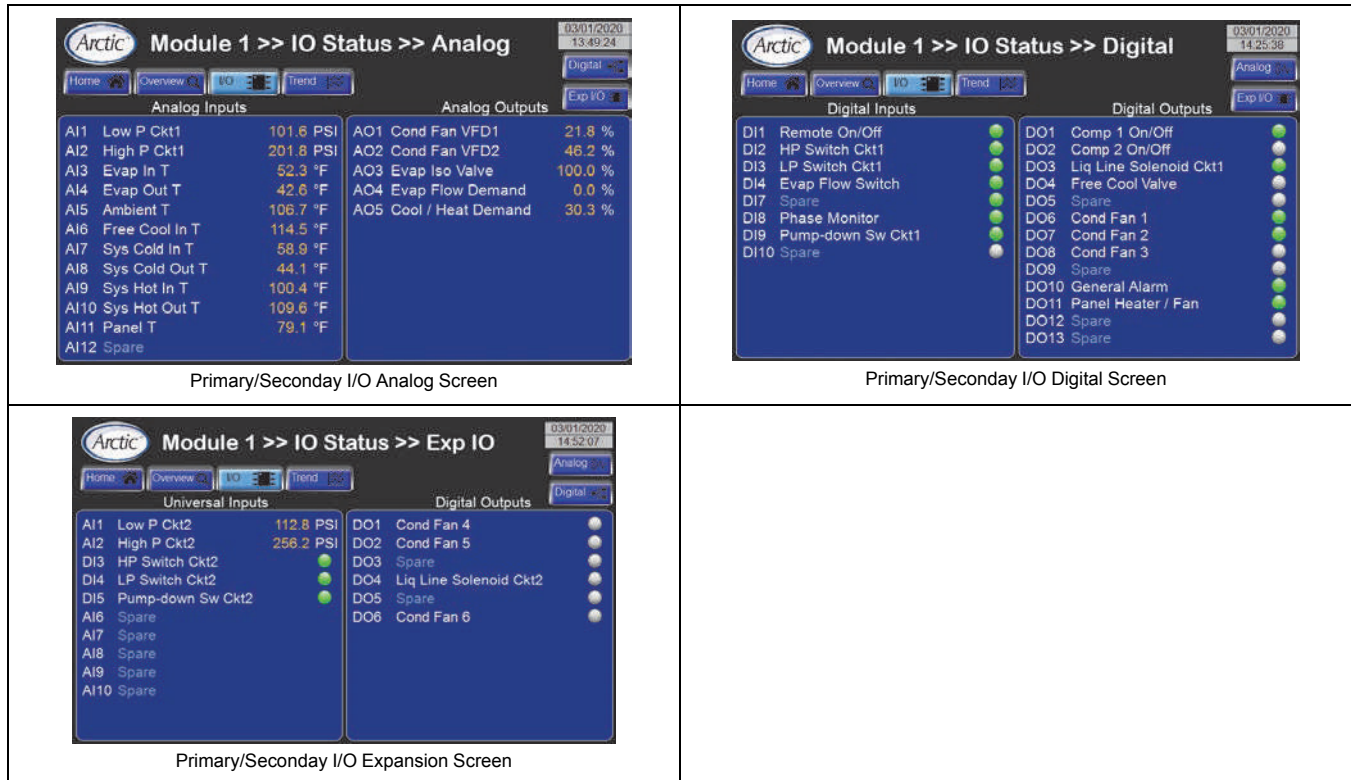 Arctic
Module 1 >> IO Status >> Analog
03/01/2020
13:49:24
Digital
Home
Overview
I/O
Trend
Exp I/O
Analog Inputs
Analog Outputs
AI1 Low P Ckt1 101.6 PSI
AI2 High P Ckt1 201.8 PSI
AI3 Evap In T 52.3 °F
AI4 Evap Out T 42.6 °F
AI5 Ambient T 106.7 °F
AI6 Free Cool In T 114.5 °F
AI7 Sys Cold In T 58.9 °F
AI8 Sys Cold Out T 44.1 °F
AI9 Sys Hot In T 100.4 °F
AI10 Sys Hot Out T 109.6 °F
AI11 Panel T 79.1 °F
AI12 Spare
AO1 Cond Fan VFD1 21.8 %
AO2 Cond Fan VFD2 46.2 %
AO3 Evap Iso Valve 100.0 %
AO4 Evap Flow Demand 0.0 %
AO5 Cool / Heat Demand 30.3 %
Primary/Seconday I/O Analog Screen
Arctic
Module 1 >> IO Status >> Digital
03/01/2020
14:25:38
Analog
Home
Overview
I/O
Trend
Exp I/O
Digital Inputs
Digital Outputs
DI1 Remote On/Off
DI2 HP Switch Ckt1
DI3 LP Switch Ckt1
DI4 Evap Flow Switch
DI7 Spare
DI8 Phase Monitor
DI9 Pump-down Sw Ckt1
DI10 Spare
DO1 Comp 1 On/Off
DO2 Comp 2 On/Off
DO3 Liq Line Solenoid Ckt1
DO4 Free Cool Valve
DO5 Spare
DO6 Cond Fan 1
DO7 Cond Fan 2
DO8 Cond Fan 3
DO9 Spare
DO10 General Alarm
DO11 Panel Heater / Fan
DO12 Spare
DO13 Spare
Primary/Seconday I/O Digital Screen
Arctic
Module 1 >> IO Status >> Exp IO
03/01/2020
14:52:07
Analog
Home
Overview
I/O
Trend
Digital
Universal Inputs
Digital Outputs
AI1 Low P Ckt2 112.8 PSI
AI2 High P Ckt2 256.2 PSI
DI3 HP Switch Ckt2
DI4 LP Switch Ckt2
DI5 Pump-down Sw Ckt2
AI6 Spare
AI7 Spare
AI8 Spare
AI9 Spare
AI10 Spare
DO1 Cond Fan 4
DO2 Cond Fan 5
DO3 Spare
DO4 Liq Line Solenoid Ckt2
DO5 Spare
DO6 Cond Fan 6
Primary/Seconday I/O Expansion Screen